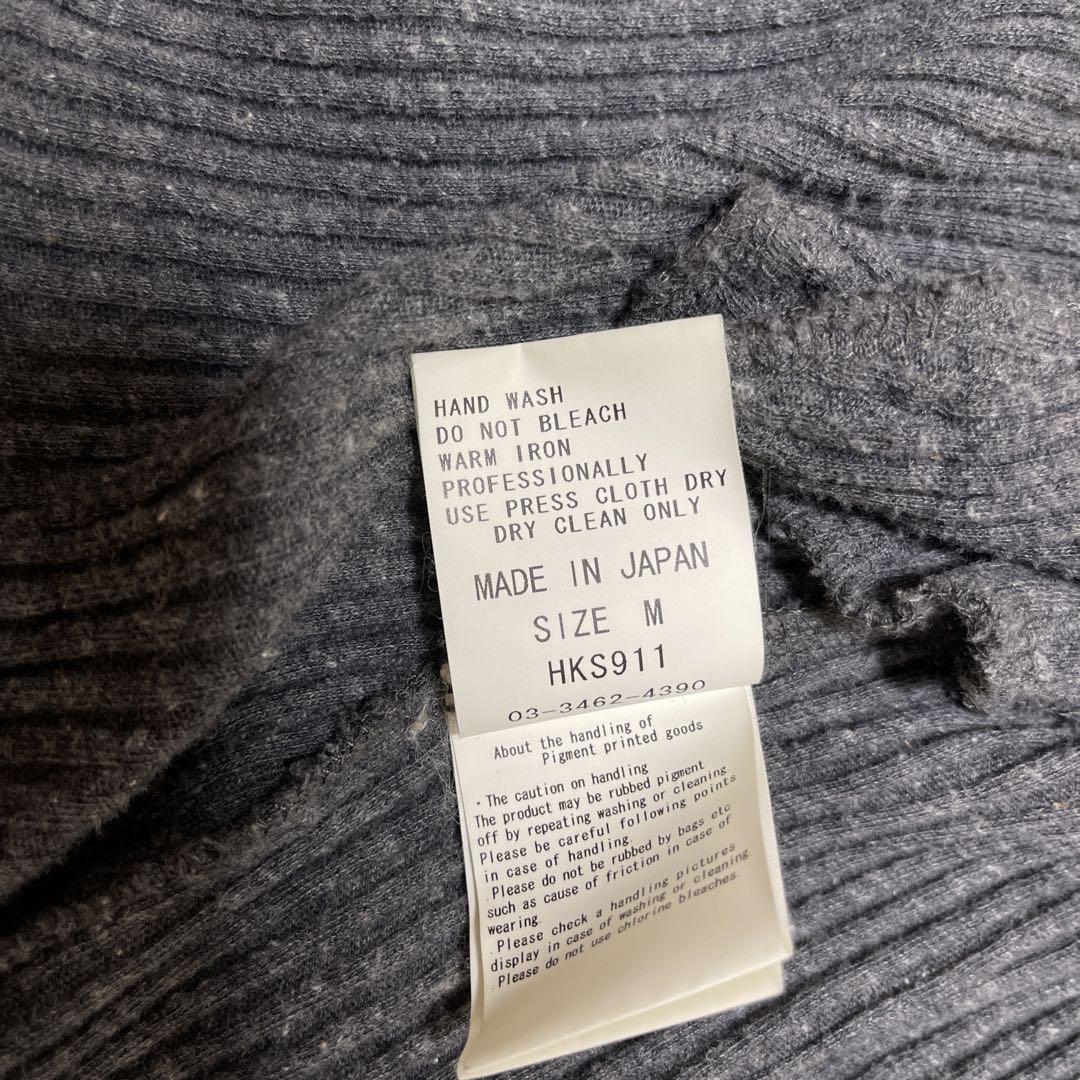 HAND WASH
DO NOT BLEACH
WARM IRON
PROFESSIONALLY
USE PRESS CLOTH DRY
DRY CLEAN ONLY
MADE IN JAPAN
SIZE M
HKS911
03-3462-4390
About the handling of
Pigment printed goods
・The caution on handling
The product may be rubbed pigment
off by repeating washing or cleaning.
Please be careful following points
in case of handling.
.Please do not be rubbed by bags etc
such as cause of friction in case of
wearing.
.Please check a handling pictures
display in case of washing or cleaning
.Please do not use chlorine bleaches.